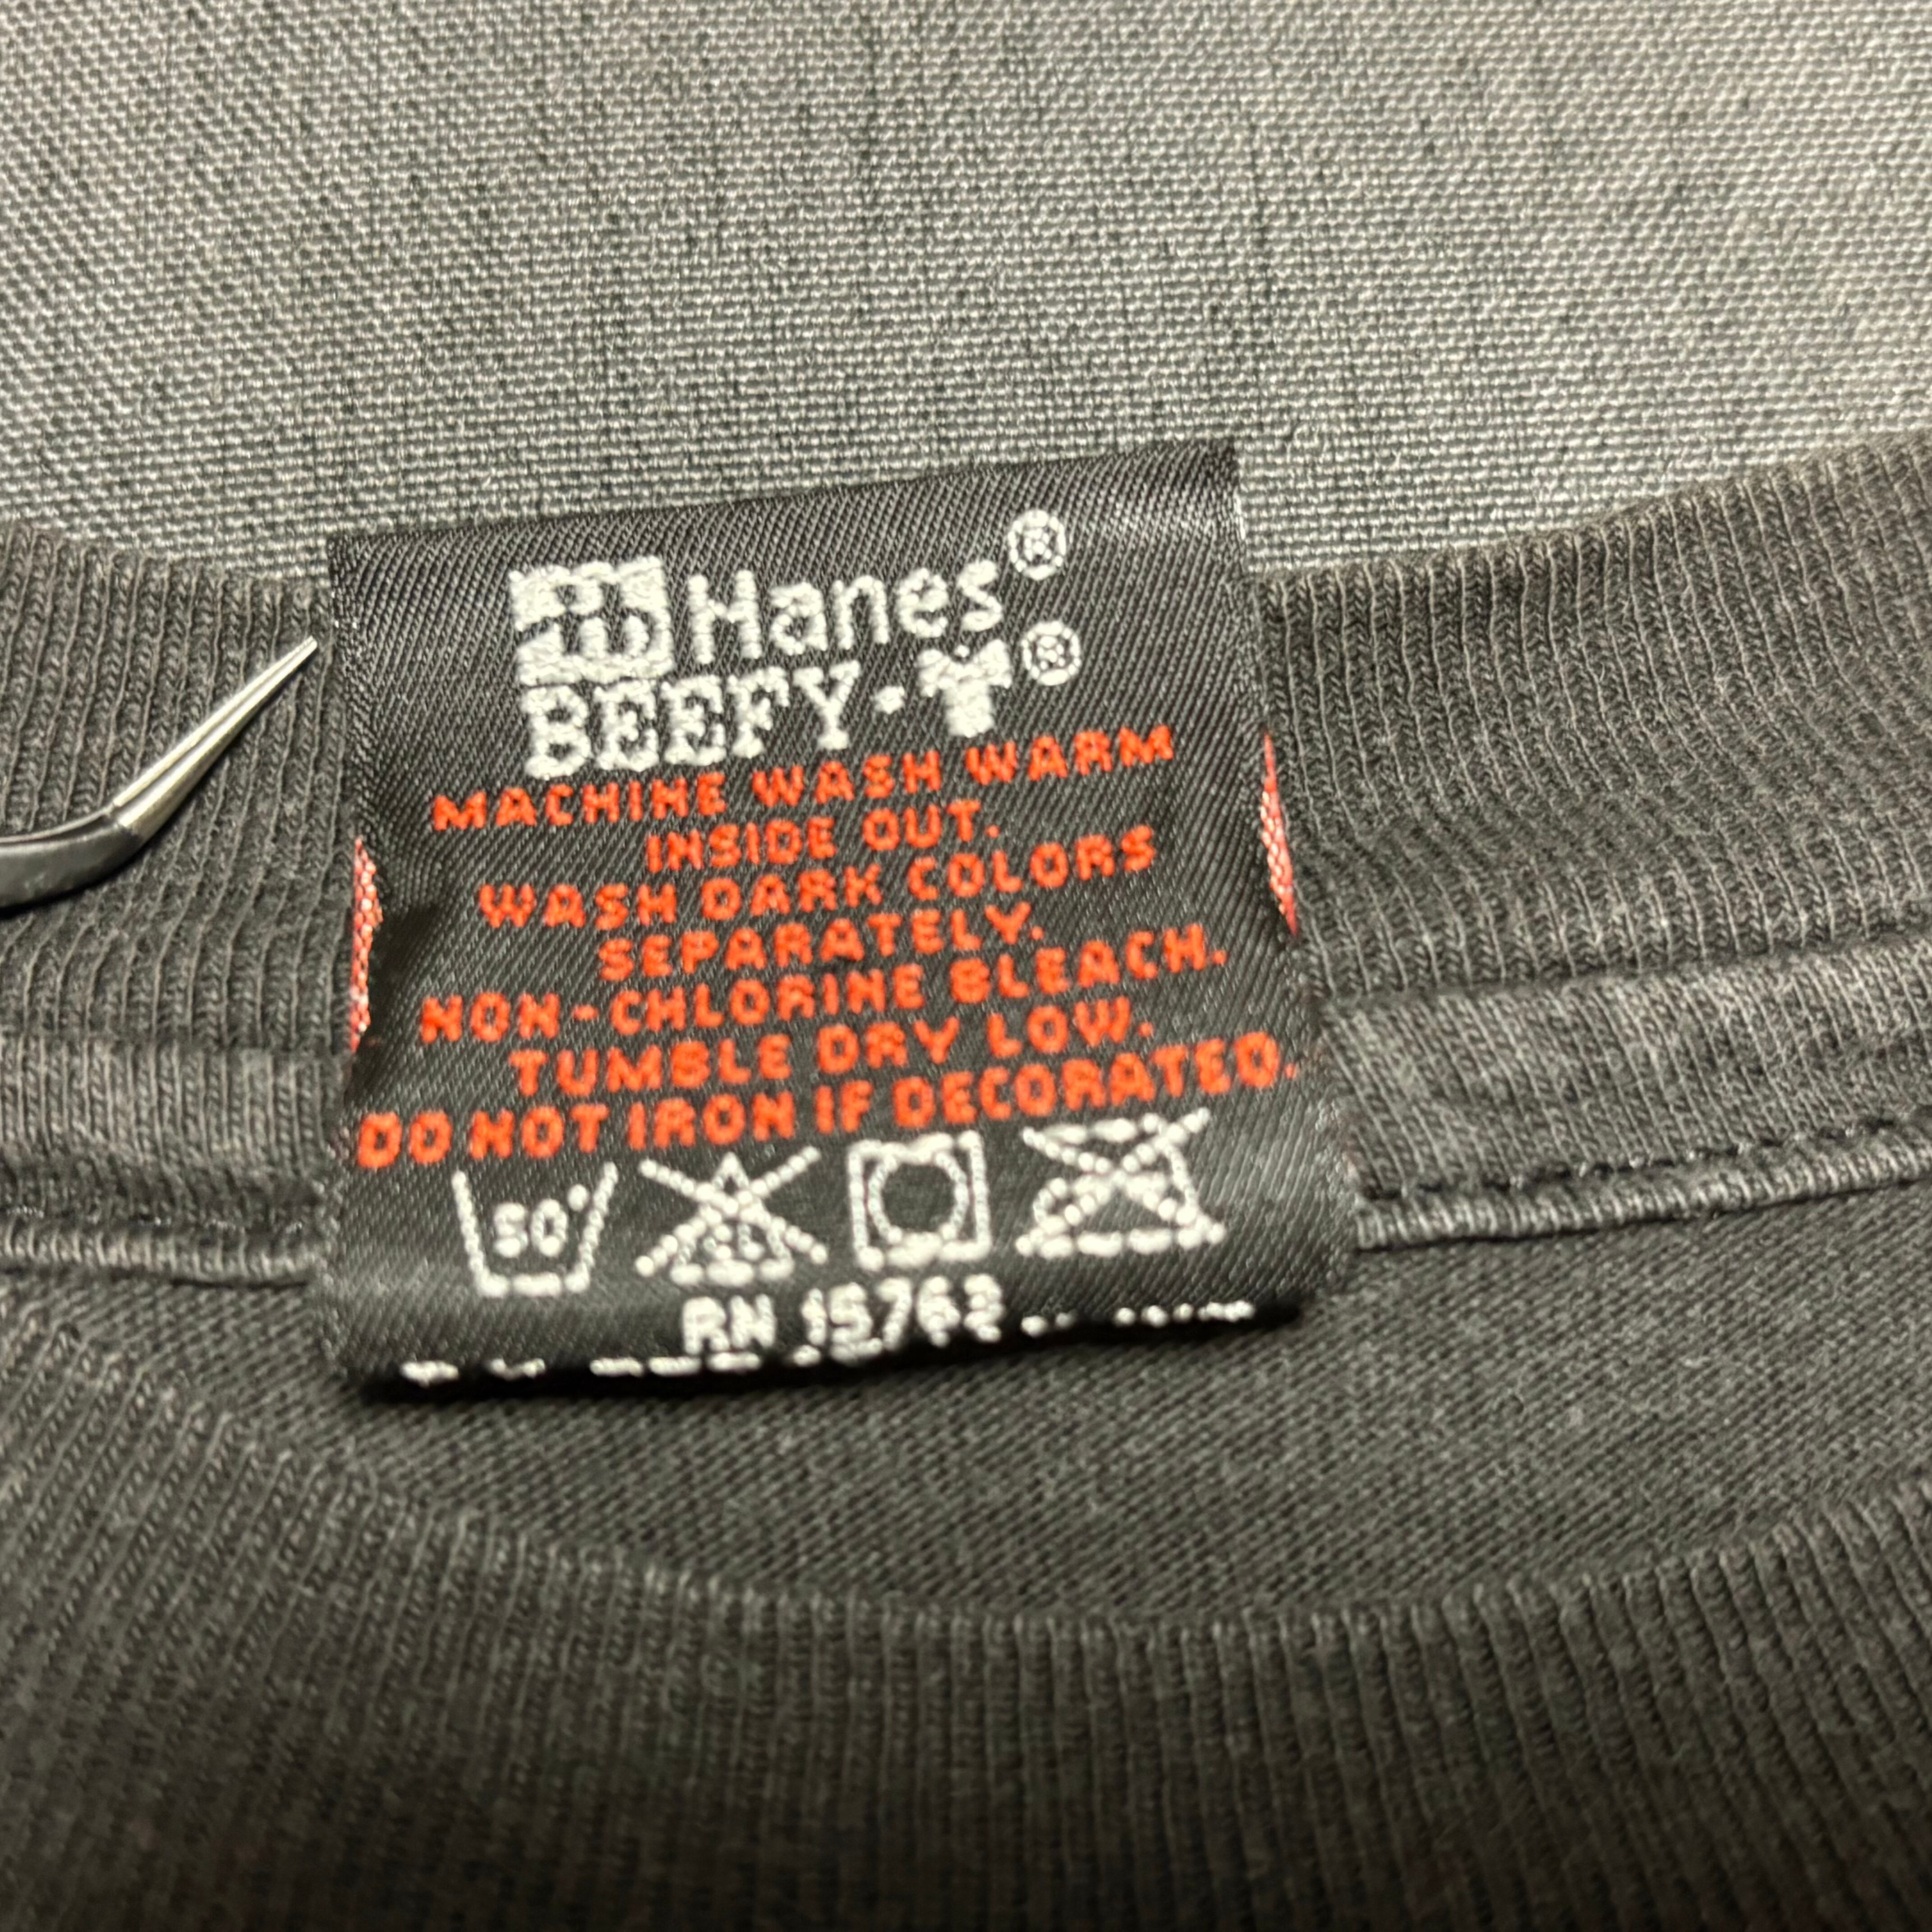 Hanes®
BEEFY-T®
MACHINE WASH WARM
INSIDE OUT.
WASH DARK COLORS
SEPARATELY.
NON-CHLORINE BLEACH.
TUMBLE DRY LOW.
DO NOT IRON IF DECORATED.
50° CL
RN 15763